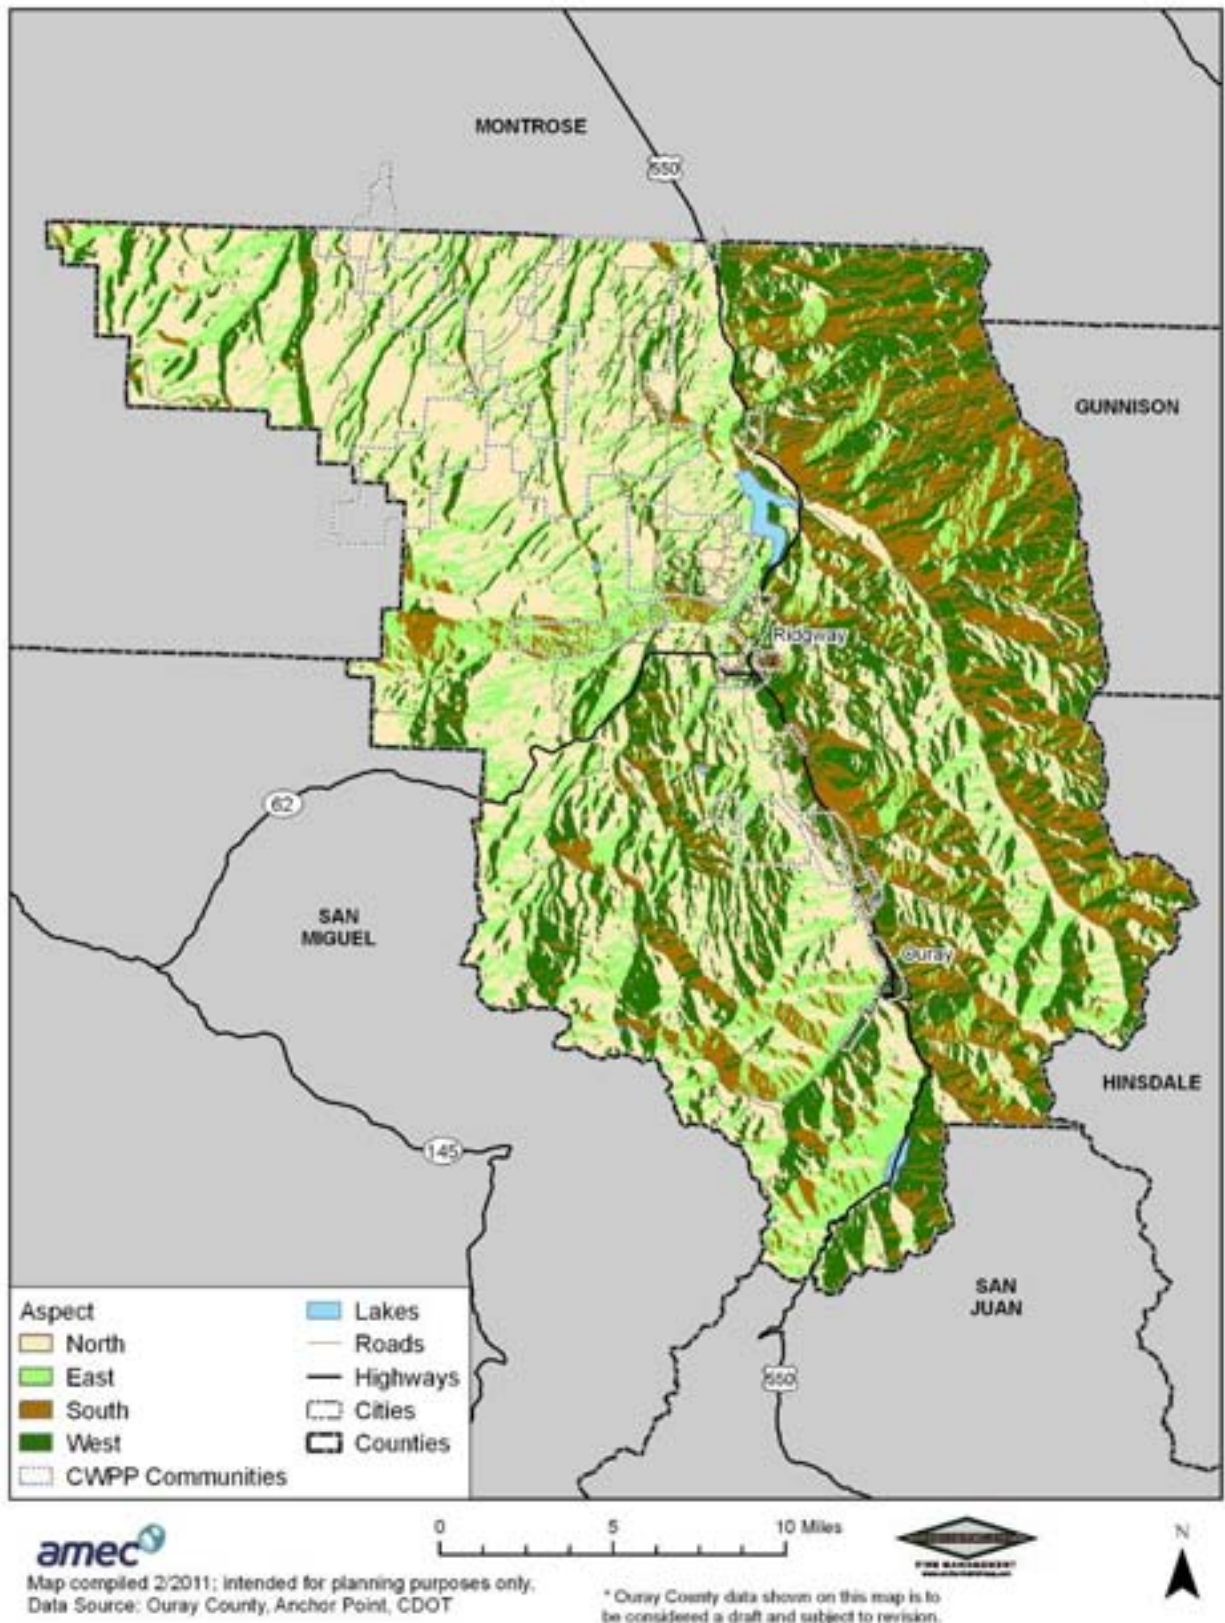 MONTROSE
550
GUNNISON
Ridgway
62
SAN
MIGUEL
Ouray
HINSDALE
145
SAN
JUAN
550
Aspect
North
East
South
West
CWPP Communities
Lakes
Roads
Highways
Cities
Counties
amec
0 5 10 Miles
N
FIRE MANAGEMENT
Map compiled 2/2011; intended for planning purposes only.
Data Source: Ouray County, Anchor Point, CDOT
* Ouray County data shown on this map is to
be considered a draft and subject to revision.